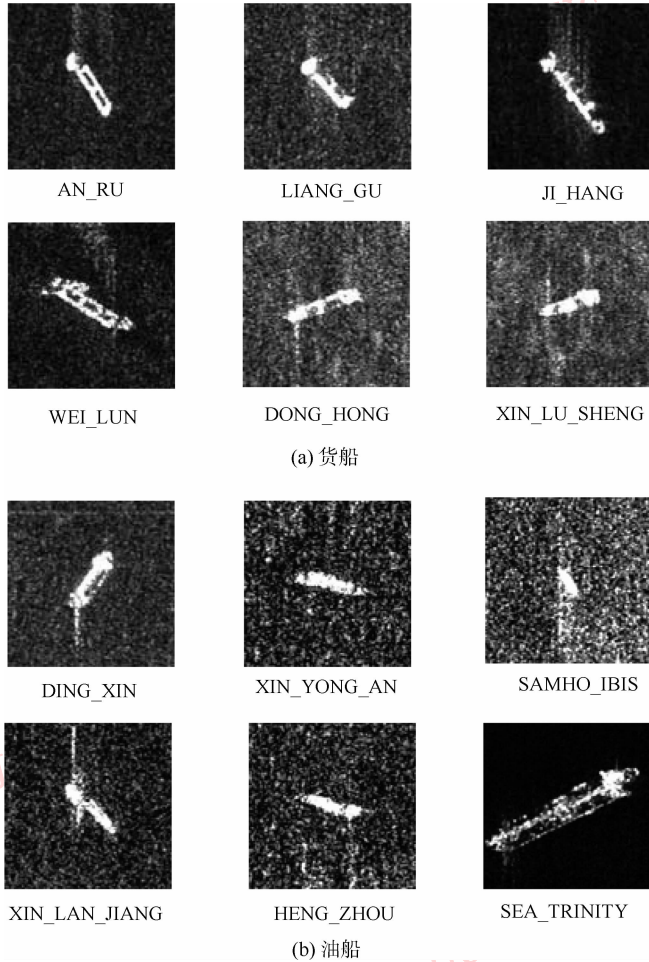 AN_RU
LIANG_GU
JI_HANG
WEI_LUN
DONG_HONG
XIN_LU_SHENG
(a) 货船
DING_XIN
XIN_YONG_AN
SAMHO_IBIS
XIN_LAN_JIANG
HENG_ZHOU
SEA_TRINITY
(b) 油船